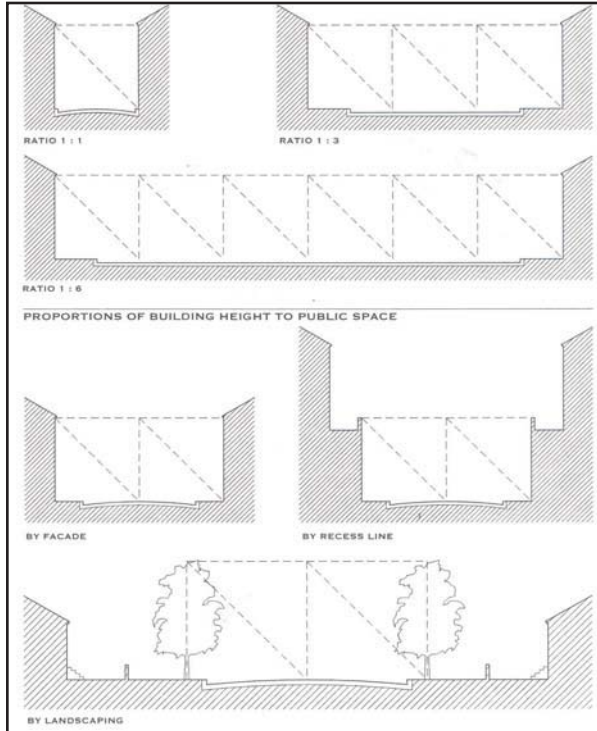 RATIO 1 : 1
RATIO 1 : 3
RATIO 1 : 6
PROPORTIONS OF BUILDING HEIGHT TO PUBLIC SPACE
BY FACADE
BY RECESS LINE
BY LANDSCAPING